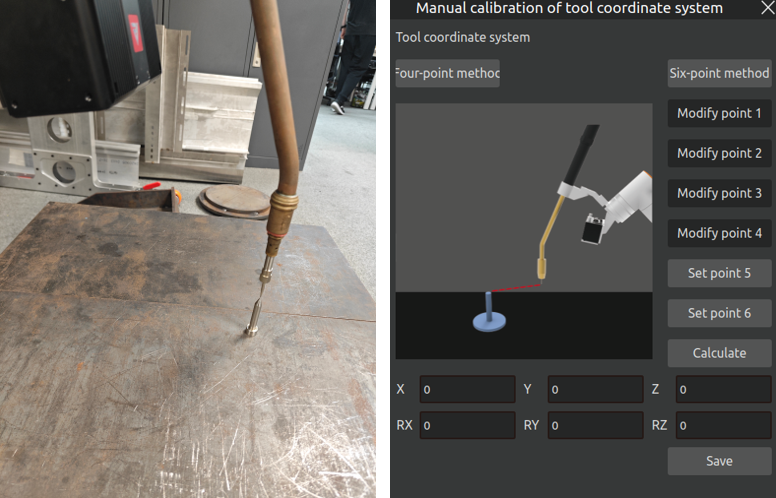 Manual calibration of tool coordinate system
Tool coordinate system
Four-point method
Six-point method
Modify point 1
Modify point 2
Modify point 3
Modify point 4
Set point 5
Set point 6
Calculate
X 0 Y 0 Z 0
RX 0 RY 0 RZ 0
Save